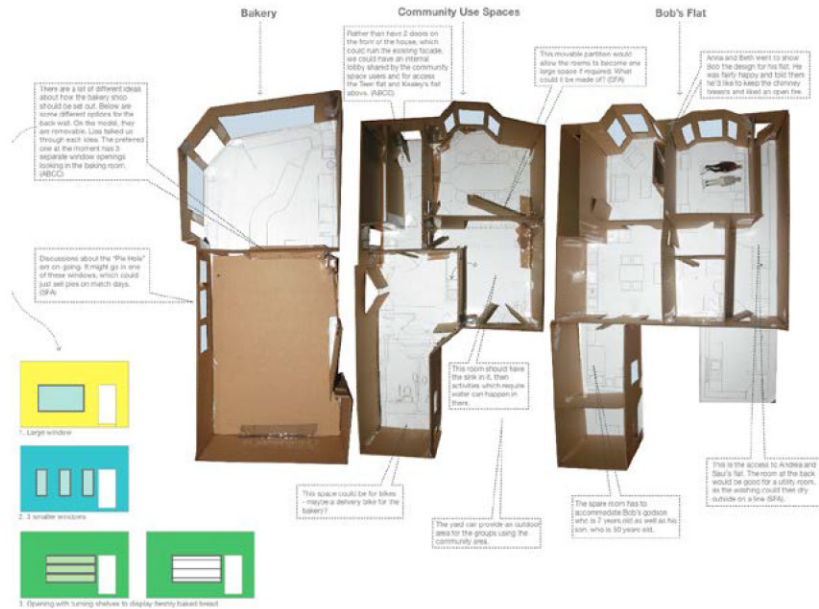 Bakery
Community Use Spaces
Bob's Flat
There are a lot of different ideas
about how the bakery shop
should be set out. Below are
some different options for the
back wall. On the model, they
are removable. Lisa talked us
through each idea. The preferred
one at the moment has 3
separate window openings
looking in the baking room.
(ABCC)
Rather than have 2 doors on
the front of the house, which
could ruin the existing facade,
we could have an internal
lobby shared by the community
space users and for access
the Teen flat and flat
above. (ABCC)
This movable partition would
allow the rooms to become one
large space if required. What
could it be made of? (SFA)
Anna and Beth went to show
Bob the design for his flat. He
was fairly happy and told them
he'd like to keep the chimney
breasts and liked an open fire.
Discussions about the "Pie Hole"
are on-going. It might go in one
of these windows, which could
just sell pies on match days.
(SFA)
1. Large window
2. 3 smaller windows
3. Opening with turning shelves to display freshly baked bread
This room should have
the sink in it, then
activities which require
water can happen in
there.
This space could be for bikes
- maybe a delivery bike for the
bakery?
The yard can provide an outdoor
area for the groups using the
community area.
The spare room has to
accommodate Bob's godson
who is 7 years old as well as his
son, who is 50 years old.
This is the access to Andrea and
Saul's flat. The room at the back
would be good for a utility room,
as the washing could then dry
outside on a line (SFA).